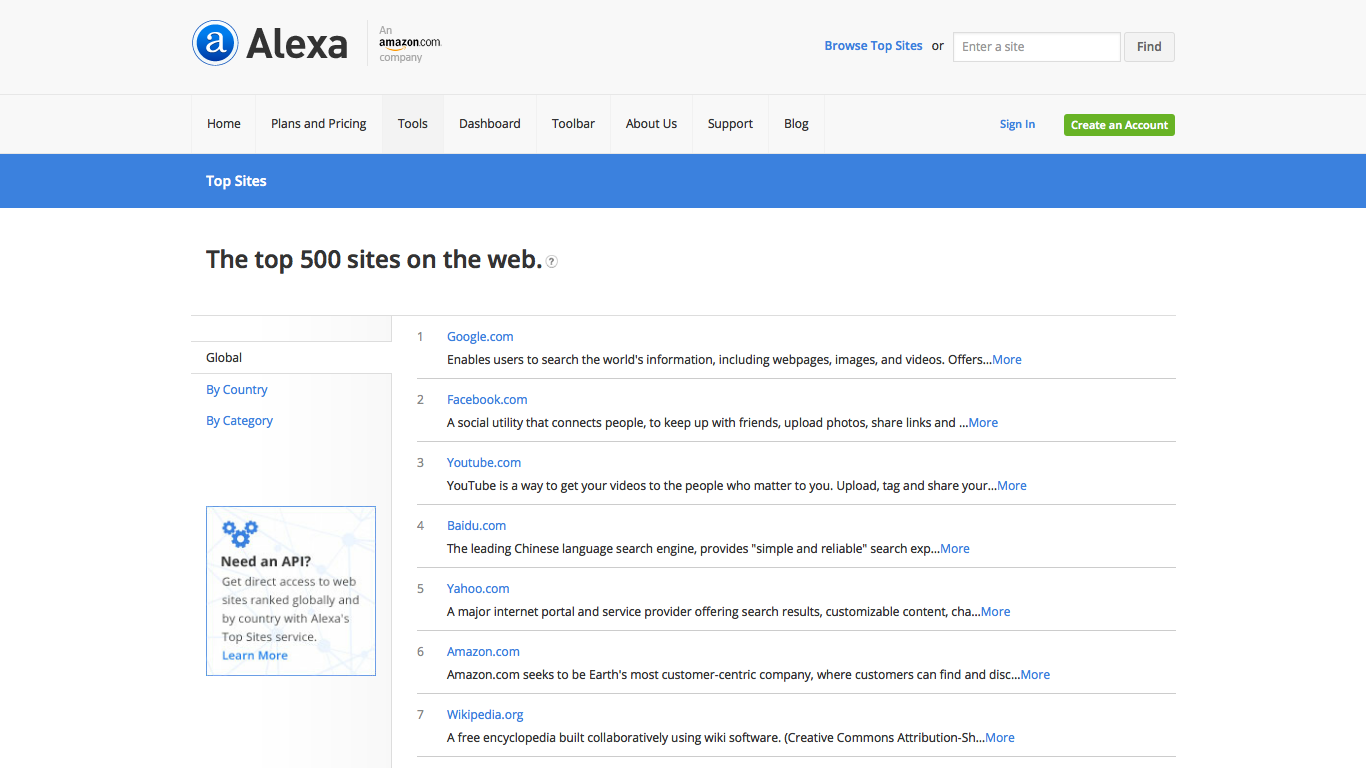 a Alexa
An
amazon.com
company
Browse Top Sites or Enter a site Find
Home Plans and Pricing Tools Dashboard Toolbar About Us Support Blog Sign In Create an Account
Top Sites
The top 500 sites on the web. ?
Global
By Country
By Category
Need an API?
Get direct access to web
sites ranked globally and
by country with Alexa's
Top Sites service.
Learn More
1 Google.com
Enables users to search the world's information, including webpages, images, and videos. Offers...More
2 Facebook.com
A social utility that connects people, to keep up with friends, upload photos, share links and ...More
3 Youtube.com
YouTube is a way to get your videos to the people who matter to you. Upload, tag and share your...More
4 Baidu.com
The leading Chinese language search engine, provides "simple and reliable" search exp...More
5 Yahoo.com
A major internet portal and service provider offering search results, customizable content, cha...More
6 Amazon.com
Amazon.com seeks to be Earth's most customer-centric company, where customers can find and disc...More
7 Wikipedia.org
A free encyclopedia built collaboratively using wiki software. (Creative Commons Attribution-Sh...More